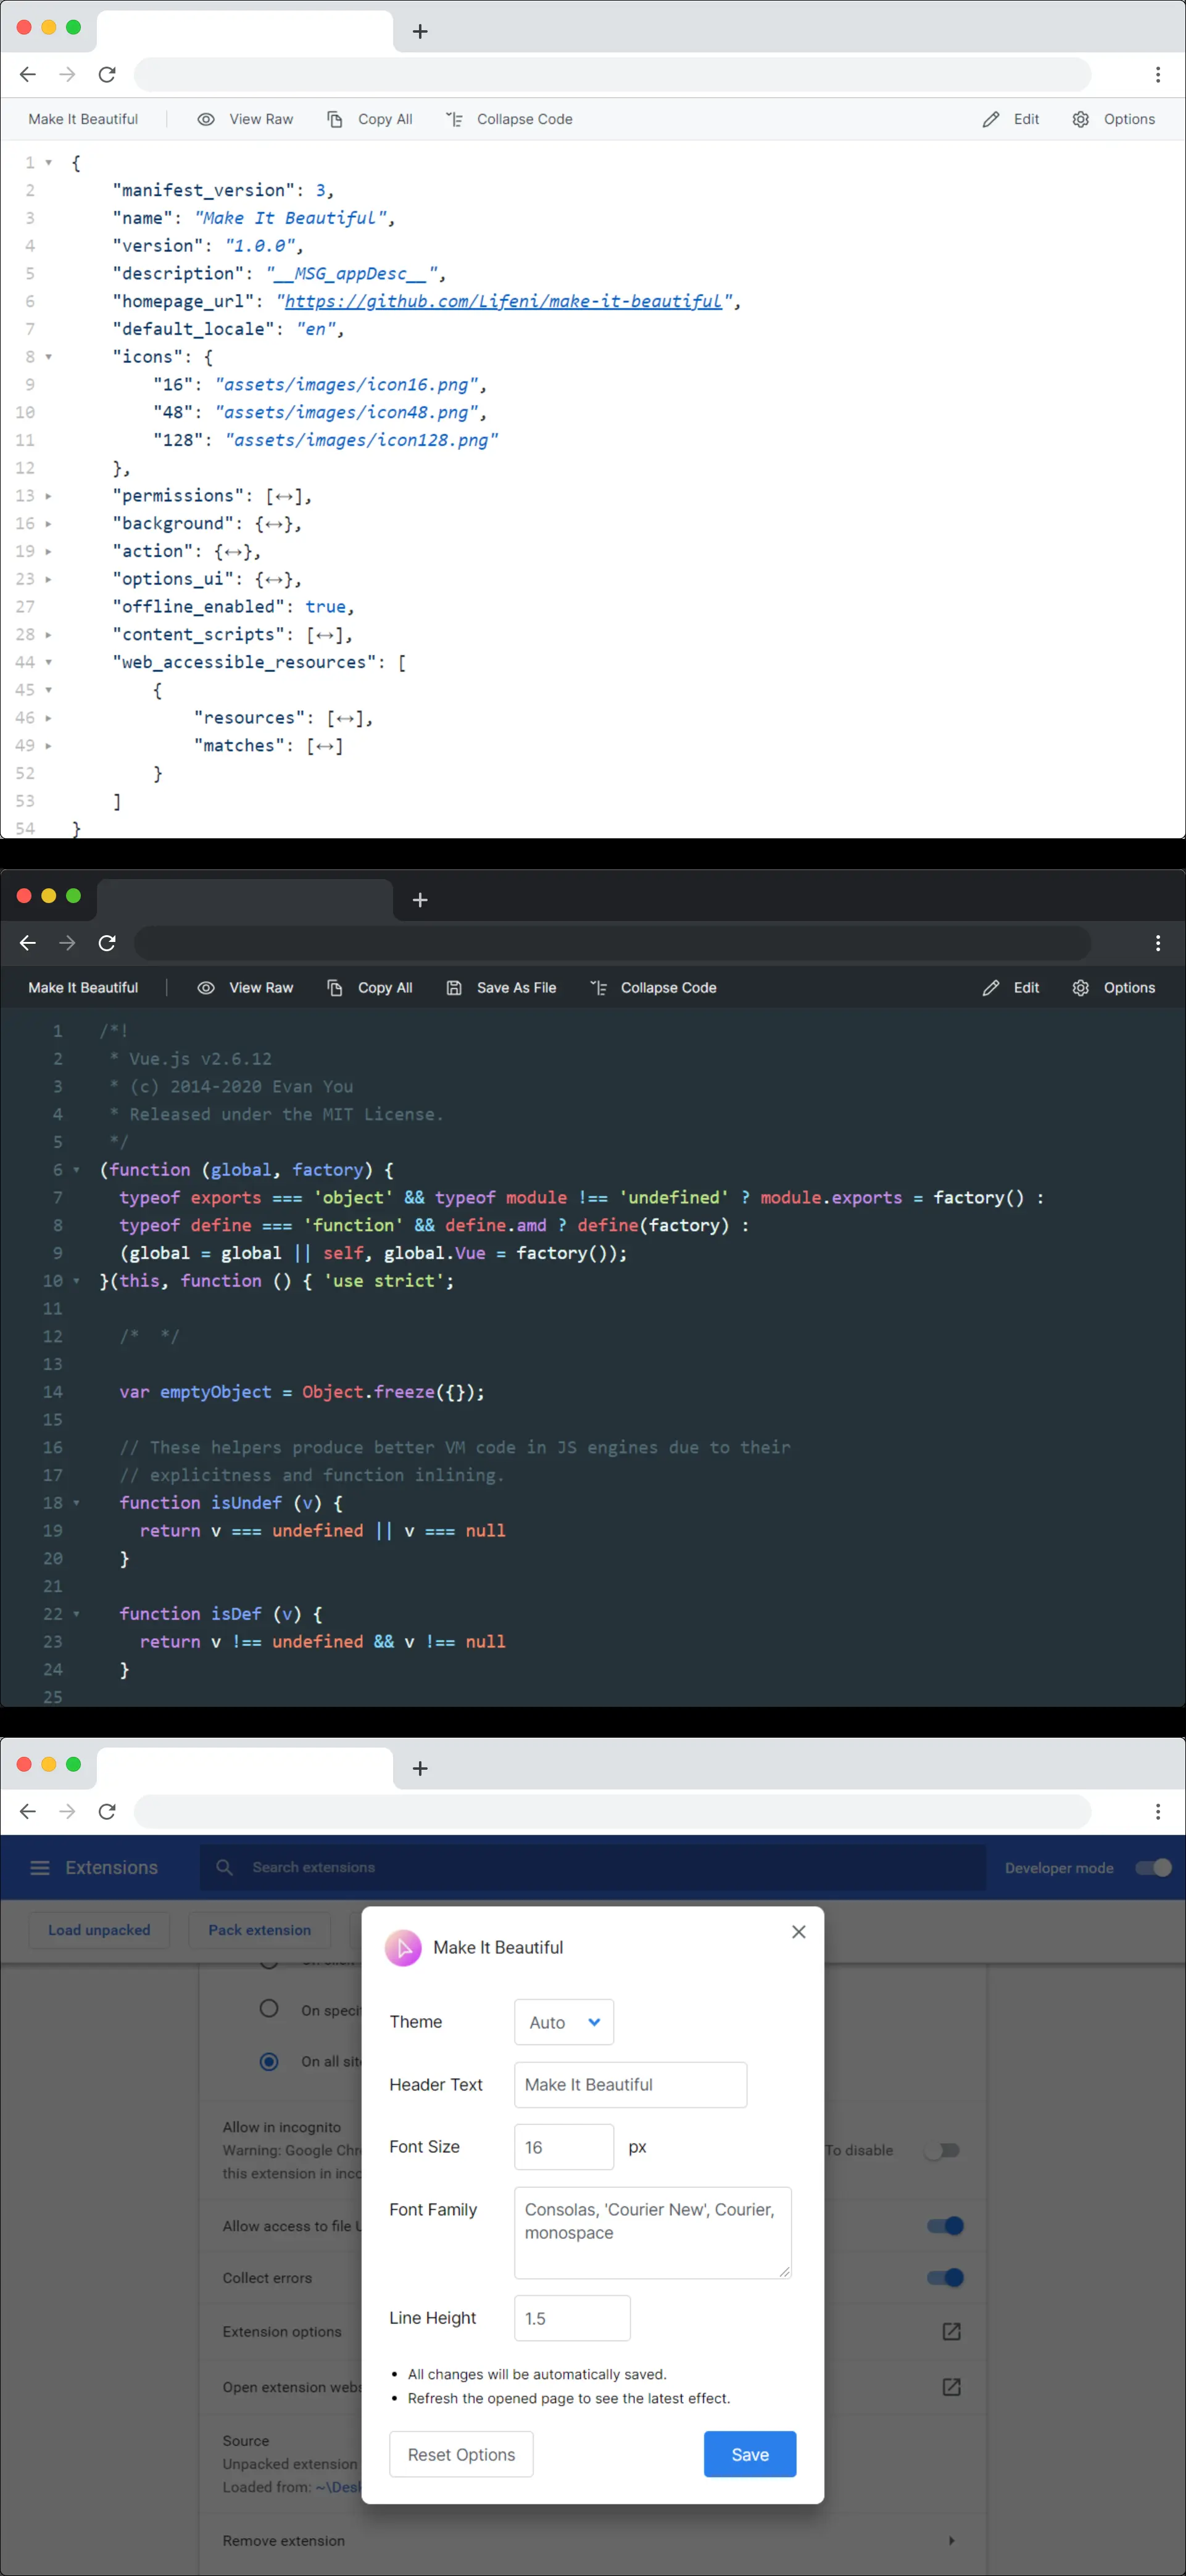 Make It Beautiful View Raw Copy All Collapse Code Edit Options
1 {
2 "manifest_version": 3,
3 "name": "Make It Beautiful",
4 "version": "1.0.0",
5 "description": "__MSG_appDesc__",
6 "homepage_url": "https://github.com/Lifeni/make-it-beautiful",
7 "default_locale": "en",
8 "icons": {
9 "16": "assets/images/icon16.png",
10 "48": "assets/images/icon48.png",
11 "128": "assets/images/icon128.png"
12 },
13 "permissions": [↔],
16 "background": {↔},
19 "action": {↔},
23 "options_ui": {↔},
27 "offline_enabled": true,
28 "content_scripts": [↔],
44 "web_accessible_resources": [
45 {
46 "resources": [↔],
49 "matches": [↔]
52 }
53 ]
54 }
Make It Beautiful View Raw Copy All Save As File Collapse Code Edit Options
1 /*!
2 * Vue.js v2.6.12
3 * (c) 2014-2020 Evan You
4 * Released under the MIT License.
5 */
6 (function (global, factory) {
7 typeof exports === 'object' && typeof module !== 'undefined' ? module.exports = factory() :
8 typeof define === 'function' && define.amd ? define(factory) :
9 (global = global || self, global.Vue = factory());
10 }(this, function () { 'use strict';
11
12 /*  */
13
14 var emptyObject = Object.freeze({});
15
16 // These helpers produce better VM code in JS engines due to their
17 // explicitness and function inlining.
18 function isUndef (v) {
19 return v === undefined || v === null
20 }
21
22 function isDef (v) {
23 return v !== undefined && v !== null
24 }
25
Extensions Search extensions Developer mode
Load unpacked Pack extension
Make It Beautiful
On speci
On all sit
Theme Auto
Header Text Make It Beautiful
Font Size 16 px
Font Family Consolas, 'Courier New', Courier,
monospace
Line Height 1.5
All changes will be automatically saved.
Refresh the opened page to see the latest effect.
Reset Options Save
Allow in incognito
Warning: Google Chr To disable
this extension in inco
Allow access to file U
Collect errors
Extension options
Open extension webs
Source
Unpacked extension
Loaded from: ~\Desk
Remove extension